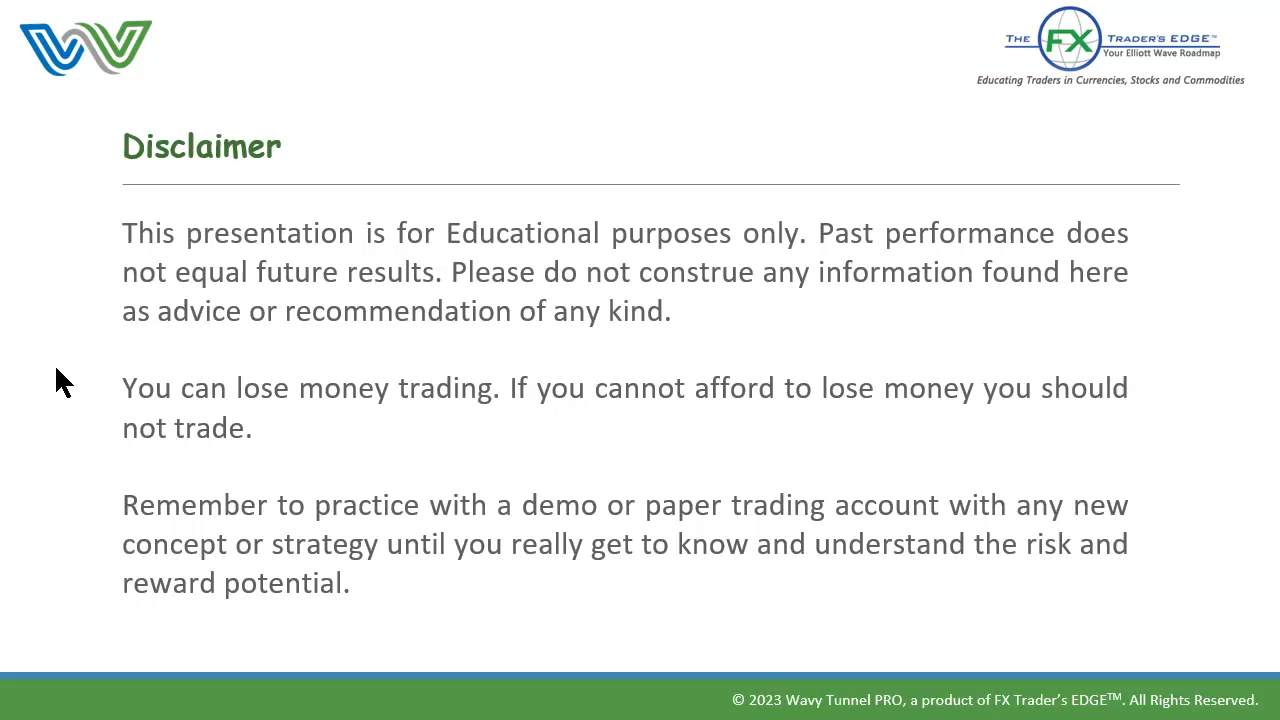 THE FX TRADER'S EDGE™
Your Elliott Wave Roadmap
Educating Traders in Currencies, Stocks and Commodities
Disclaimer
This presentation is for Educational purposes only. Past performance does
not equal future results. Please do not construe any information found here
as advice or recommendation of any kind.
You can lose money trading. If you cannot afford to lose money you should
not trade.
Remember to practice with a demo or paper trading account with any new
concept or strategy until you really get to know and understand the risk and
reward potential.
© 2023 Wavy Tunnel PRO, a product of FX Trader’s EDGE™. All Rights Reserved.